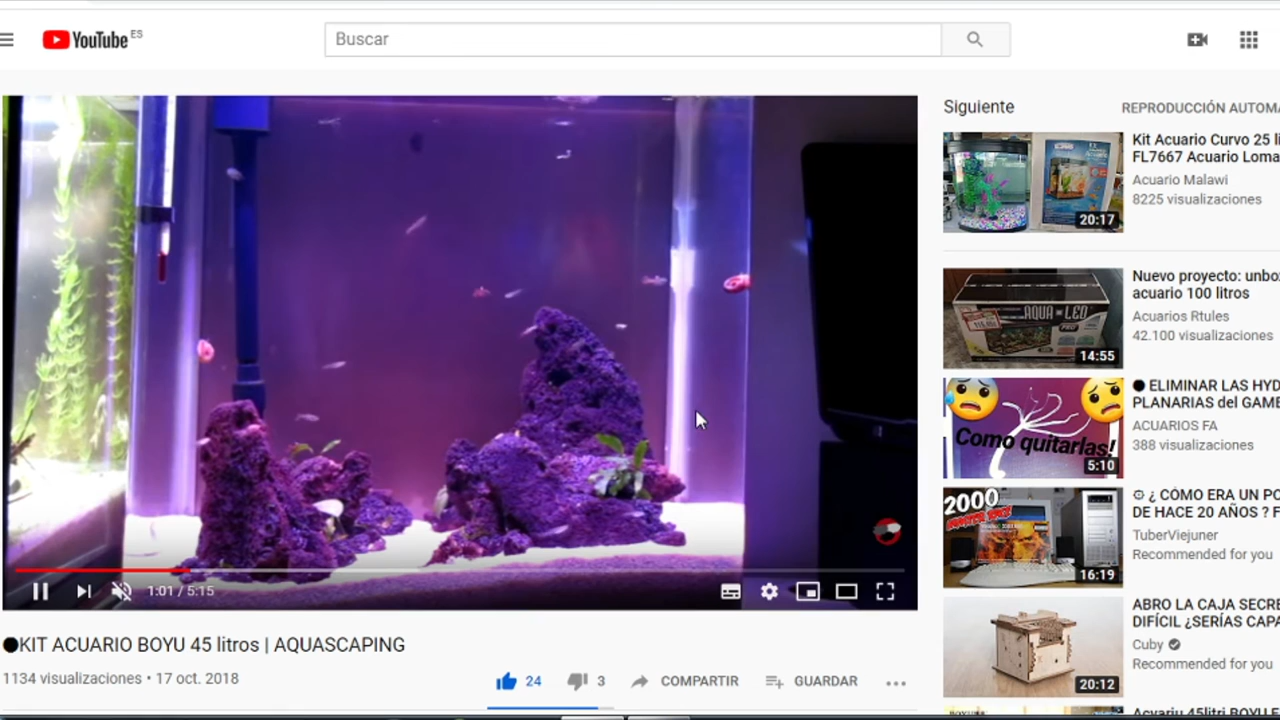 YouTube ES
Buscar
Siguiente
REPRODUCCIÓN AUTOMA
20:17
Kit Acuario Curvo 25 li
FL7667 Acuario Loma
Acuario Malawi
8225 visualizaciones
AQUA LED
PRO
14:55
Nuevo proyecto: unbo
acuario 100 litros
Acuarios Rtules
42.100 visualizaciones
Como quitarlas!
5:10
ELIMINAR LAS HYD
PLANARIAS del GAME
ACUARIOS FA
388 visualizaciones
2000
16:19
¿ CÓMO ERA UN PC
DE HACE 20 AÑOS ? F
TuberViejuner
Recommended for you
20:12
ABRO LA CAJA SECRE
DIFÍCIL ¿SERÍAS CAPA
Cuby
Recommended for you
1:01 / 5:15
●KIT ACUARIO BOYU 45 litros | AQUASCAPING
1134 visualizaciones • 17 oct. 2018
24
3
COMPARTIR
GUARDAR